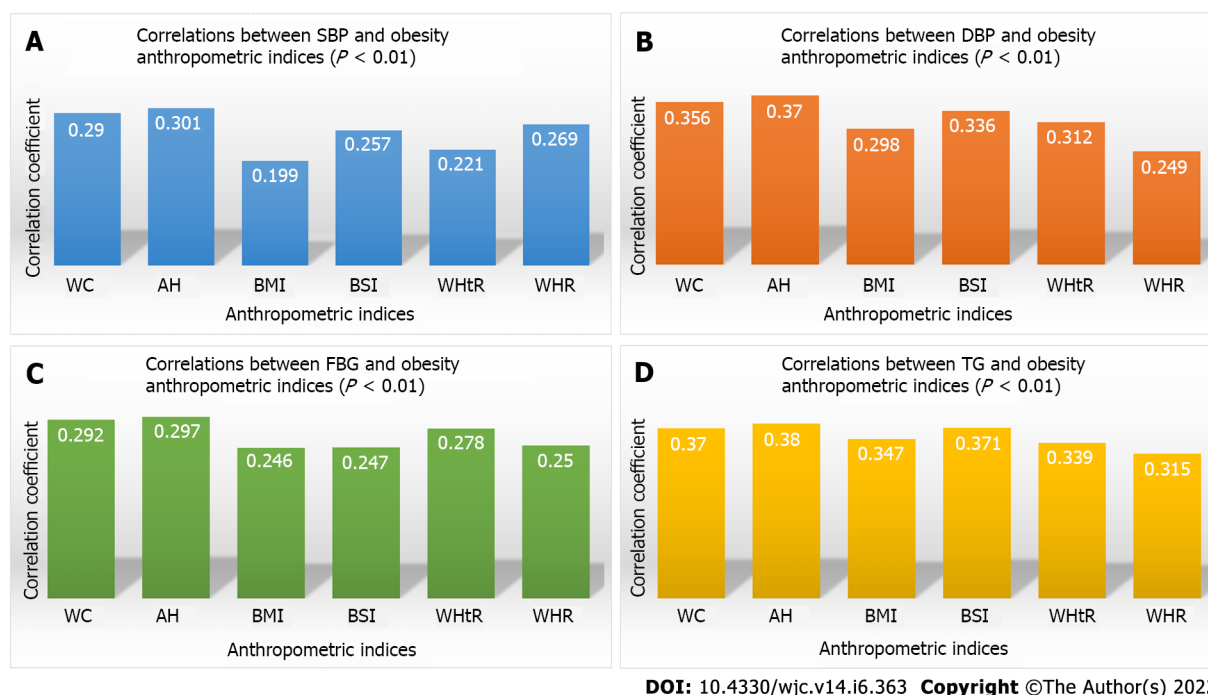 A
Correlations between SBP and obesity
anthropometric indices (P < 0.01)
Correlation coefficient
0.29 0.301 0.199 0.257 0.221 0.269
WC AH BMI BSI WHtR WHR
Anthropometric indices
B
Correlations between DBP and obesity
anthropometric indices (P < 0.01)
Correlation coefficient
0.356 0.37 0.298 0.336 0.312 0.249
WC AH BMI BSI WHtR WHR
Anthropometric indices
C
Correlations between FBG and obesity
anthropometric indices (P < 0.01)
Correlation coefficient
0.292 0.297 0.246 0.247 0.278 0.25
WC AH BMI BSI WHtR WHR
Anthropometric indices
D
Correlations between TG and obesity
anthropometric indices (P < 0.01)
Correlation coefficient
0.37 0.38 0.347 0.371 0.339 0.315
WC AH BMI BSI WHtR WHR
Anthropometric indices
DOI: 10.4330/wjc.v14.i6.363 Copyright ©The Author(s)